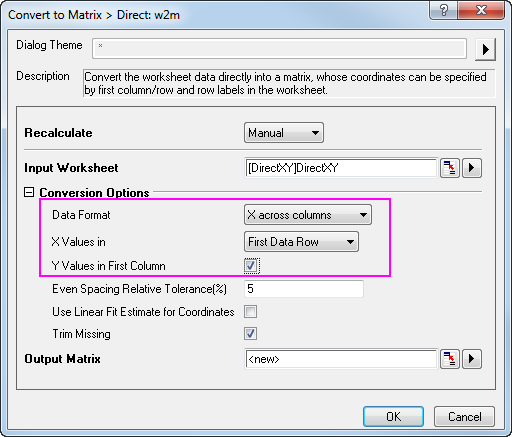 Convert to Matrix > Direct: w2m
Dialog Theme *
Description Convert the worksheet data directly into a matrix, whose coordinates can be specified
by first column/row and row labels in the worksheet.
Recalculate Manual
Input Worksheet [DirectXY]DirectXY
Conversion Options
Data Format X across columns
X Values in First Data Row
Y Values in First Column
Even Spacing Relative Tolerance(%) 5
Use Linear Fit Estimate for Coordinates
Trim Missing
Output Matrix <new>
OK Cancel